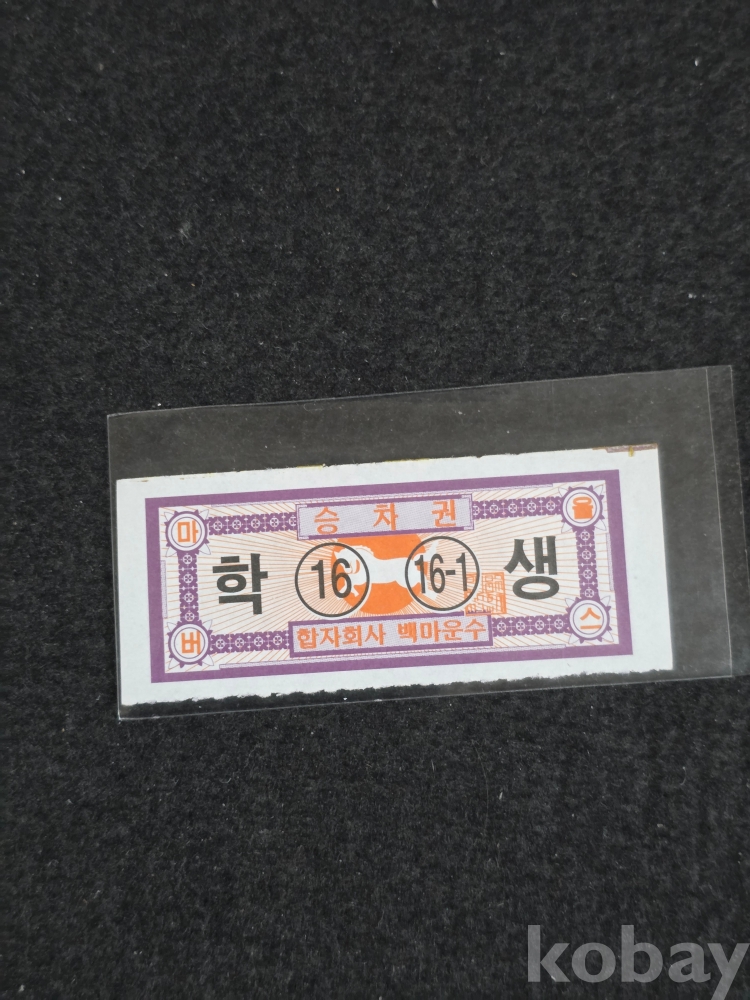 승차권
마 을
학 16 16-1 생
버 스
합자회사 백마운수
kobay